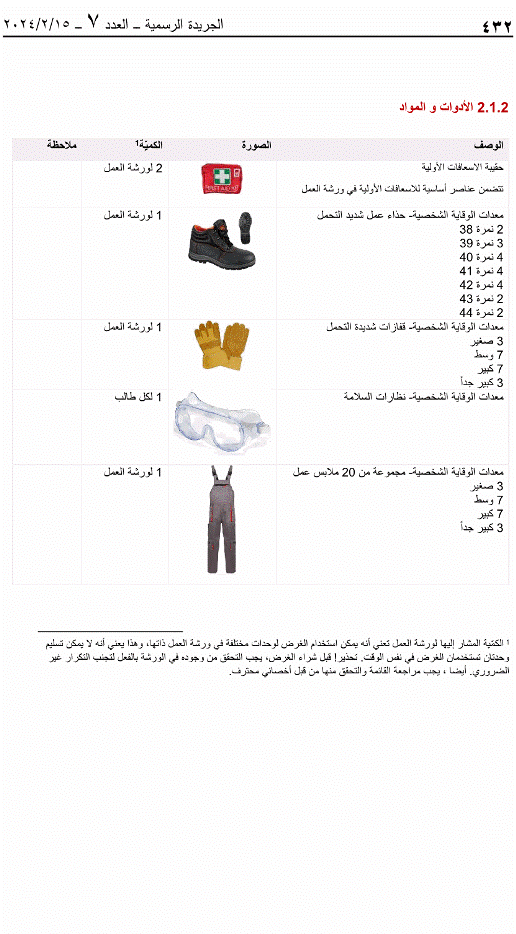 ٤٣٢
الجريدة الرسمية – العدد ٧ – ٢٠٢٤/٢/١٥
2.1.2 الأدوات و المواد
الوصف الصورة الكميّة¹ ملاحظة
حقيبة الاسعافات الأولية 2 لورشة العمل
تتضمن عناصر أساسية للاسعافات الأولية في ورشة العمل
FIRST AID KIT
معدات الوقاية الشخصية- حذاء عمل شديد التحمل 1 لورشة العمل
2 نمرة 38
3 نمرة 39
4 نمرة 40
4 نمرة 41
4 نمرة 42
2 نمرة 43
2 نمرة 44
معدات الوقاية الشخصية- قفازات شديدة التحمل 1 لورشة العمل
3 صغير
7 وسط
7 كبير
3 كبير جداً
معدات الوقاية الشخصية- نظارات السلامة 1 لكل طالب
معدات الوقاية الشخصية- مجموعة من 20 ملابس عمل 1 لورشة العمل
3 صغير
7 وسط
7 كبير
3 كبير جداً
¹ الكتبية المشار إليها لورشة العمل تعني أنه يمكن استخدام الغرض لوحدات مختلفة في ورشة العمل ذاتها، وهذا يعني أنه لا يمكن تسليم
وحدتان تستخدمان الغرض في نفس الوقت. تحذير! قبل شراء الغرض، يجب التحقق من وجوده في الورشة بالفعل لتجنب التكرار غير
الضروري. أيضا ، يجب مراجعة القائمة والتحقق منها من قبل أخصائي محترف.